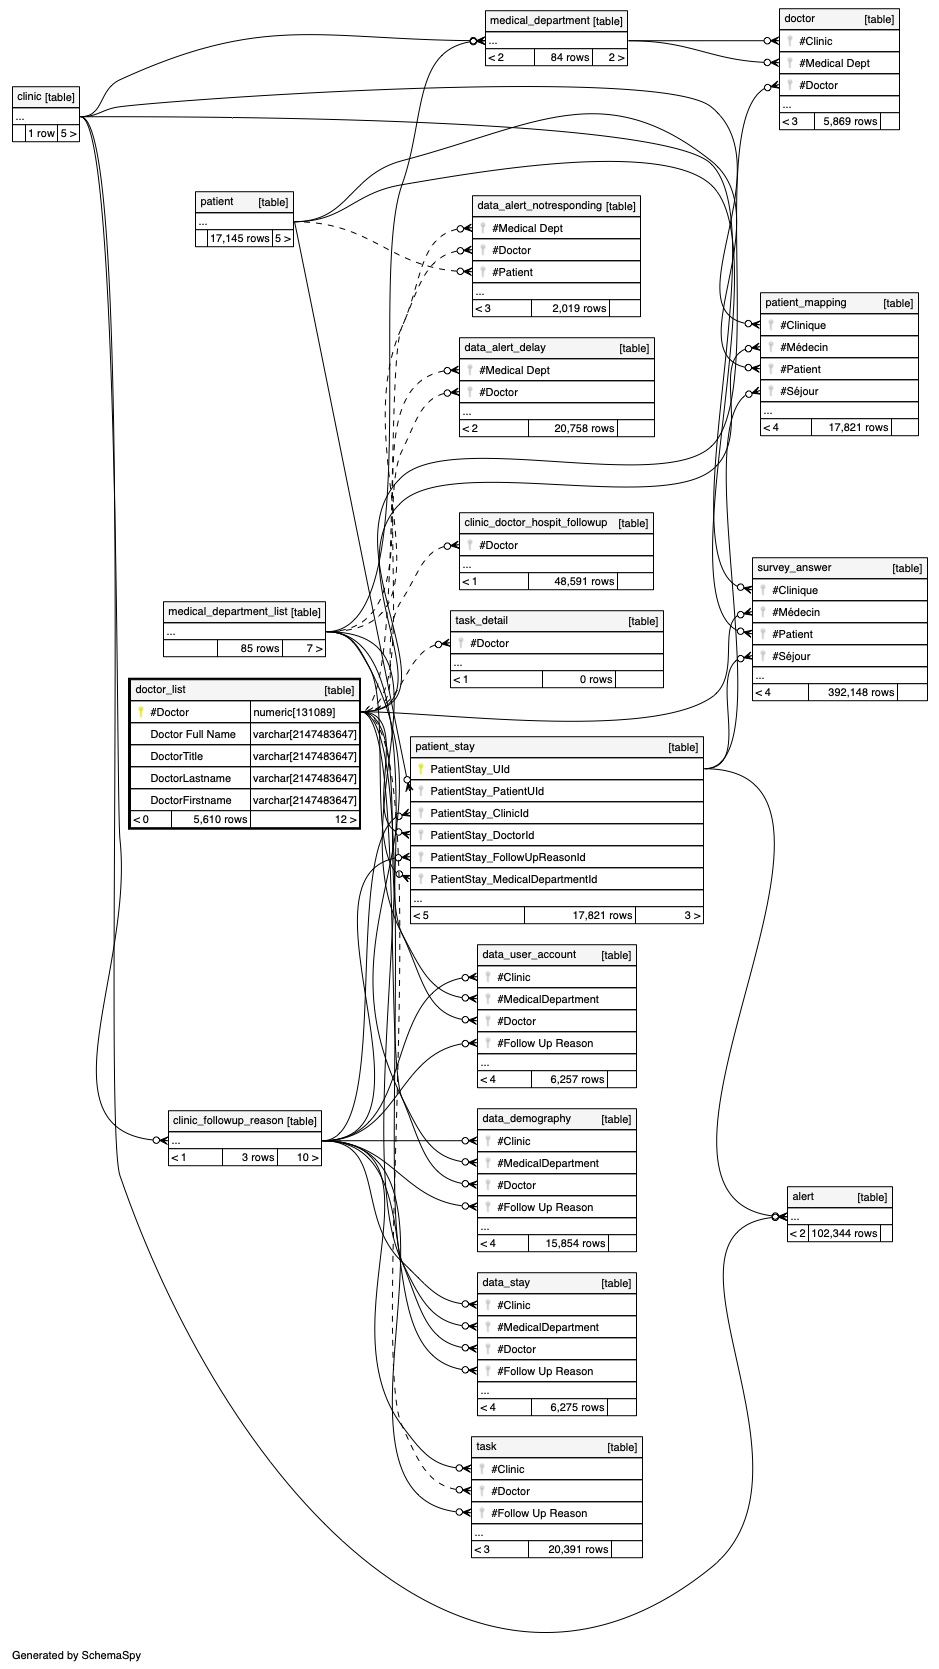 medical_department [table]
...
< 2 84 rows 2 >
doctor [table]
#Clinic
#Medical Dept
#Doctor
...
< 3 5,869 rows
clinic [table]
...
1 row 5 >
patient [table]
...
17,145 rows 5 >
data_alert_notresponding [table]
#Medical Dept
#Doctor
#Patient
...
< 3 2,019 rows
patient_mapping [table]
#Clinique
#Médecin
#Patient
#Séjour
...
< 4 17,821 rows
data_alert_delay [table]
#Medical Dept
#Doctor
...
< 2 20,758 rows
clinic_doctor_hospit_followup [table]
#Doctor
...
< 1 48,591 rows
survey_answer [table]
#Clinique
#Médecin
#Patient
#Séjour
...
< 4 392,148 rows
medical_department_list [table]
...
85 rows 7 >
task_detail [table]
#Doctor
...
< 1 0 rows
doctor_list [table]
#Doctor numeric[131089]
Doctor Full Name varchar[2147483647]
DoctorTitle varchar[2147483647]
DoctorLastname varchar[2147483647]
DoctorFirstname varchar[2147483647]
< 0 5,610 rows 12 >
patient_stay [table]
PatientStay_UId
PatientStay_PatientUId
PatientStay_ClinicId
PatientStay_DoctorId
PatientStay_FollowUpReasonId
PatientStay_MedicalDepartmentId
...
< 5 17,821 rows 3 >
data_user_account [table]
#Clinic
#MedicalDepartment
#Doctor
#Follow Up Reason
...
< 4 6,257 rows
clinic_followup_reason [table]
...
< 1 3 rows 10 >
data_demography [table]
#Clinic
#MedicalDepartment
#Doctor
#Follow Up Reason
...
< 4 15,854 rows
alert [table]
...
< 2 102,344 rows
data_stay [table]
#Clinic
#MedicalDepartment
#Doctor
#Follow Up Reason
...
< 4 6,275 rows
task [table]
#Clinic
#Doctor
#Follow Up Reason
...
< 3 20,391 rows
Generated by SchemaSpy